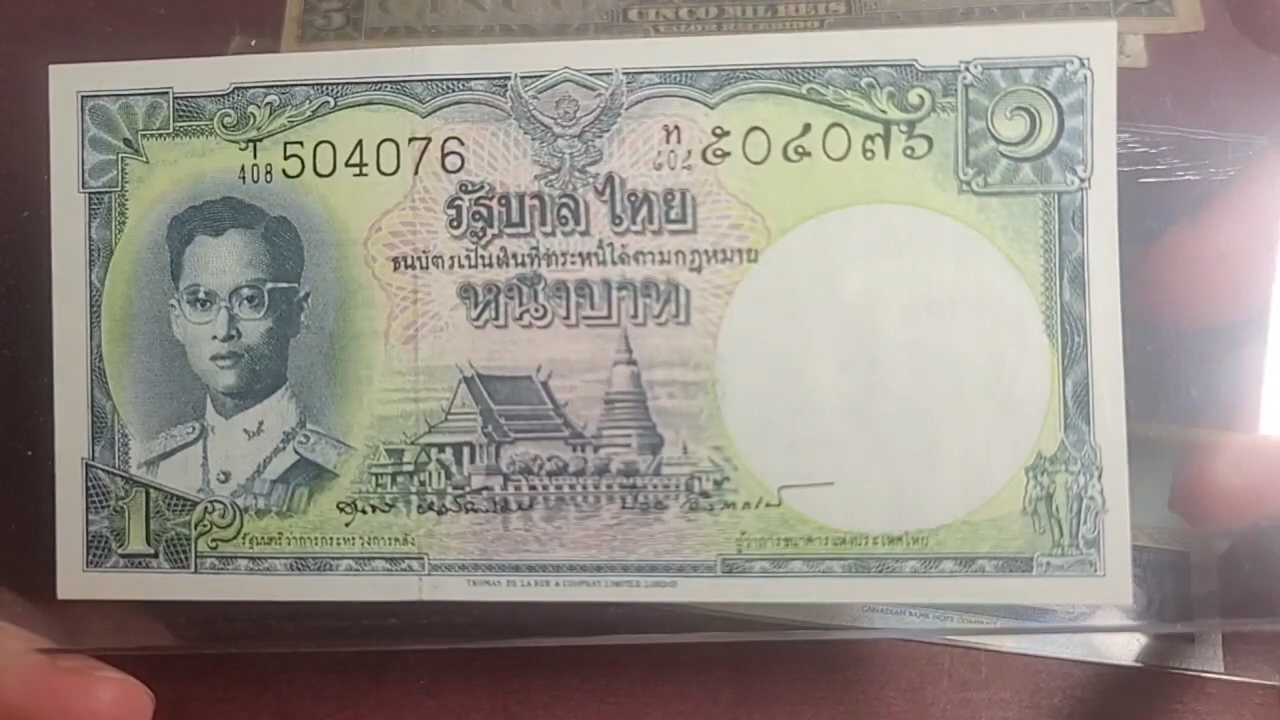 CINCO
CINCO MIL REIS
VALOR RECEBIDO
๑
T
408 504076
ท
๔๐๘ ๕๐๔๐๗๖
รัฐบาล ไทย
ธนบัตร์เป็นเงินที่ชำระหนี้ได้ตามกฎหมาย
หนึ่งบาท
1
๑
รัฐมนตรีว่าการกระทรวงการคลัง
ผู้ว่าการธนาคารแห่งประเทศไทย
THOMAS DE LA RUE & COMPANY LIMITED, LONDON
CANADIAN BANK NOTE COMPANY